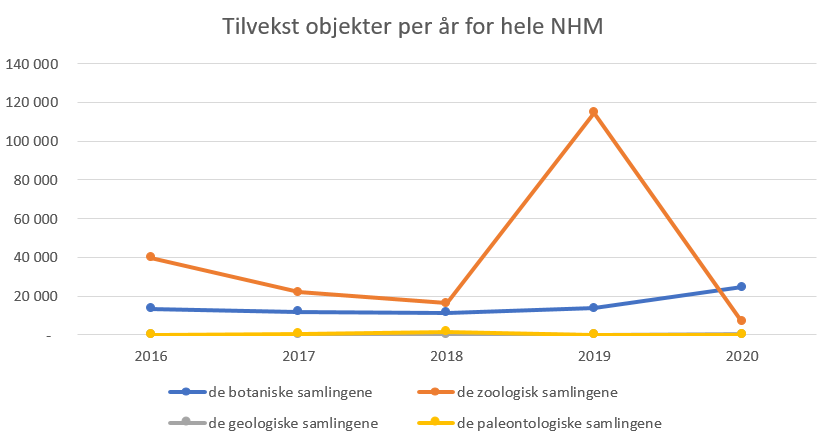 Tilvekst objekter per år for hele NHM
140 000
120 000
100 000
80 000
60 000
40 000
20 000
-
2016 2017 2018 2019 2020
de botaniske samlingene de zoologisk samlingene
de geologiske samlingene de paleontologiske samlingene